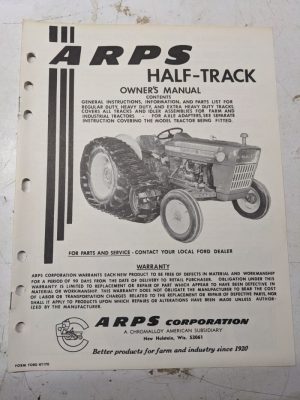 ARPS
HALF-TRACK
OWNER'S MANUAL
CONTENTS
GENERAL INSTRUCTIONS, INFORMATION, AND PARTS LIST FOR
REGULAR DUTY, HEAVY DUTY, AND EXTRA HEAVY DUTY TRACKS.
COVERS ALL TRACKS AND IDLER ASSEMBLIES FOR FARM AND
INDUSTRIAL TRACTORS - - FOR AXLE ADAPTERS, SEE SEPARATE
INSTRUCTION COVERING THE MODEL TRACTOR BEING FITTED.
FOR PARTS AND SERVICE - CONTACT YOUR LOCAL FORD DEALER
WARRANTY
ARPS CORPORATION WARRANTS EACH NEW PRODUCT TO BE FREE OF DEFECTS IN MATERIAL AND WORKMANSHIP
FOR A PERIOD OF 90 DAYS FROM THE DATE OF DELIVERY TO RETAIL PURCHASER. OBLIGATION UNDER THIS
WARRANTY IS LIMITED TO REPLACEMENT OR REPAIR OF PART WHICH APPEAR TO HAVE BEEN DEFECTIVE IN
MATERIAL OR WORKMANSHIP. THIS WARRANTY DOES NOT OBLIGATE THE MANUFACTURER TO BEAR THE COST
OF LABOR OR TRANSPORTATION CHARGES RELATED TO THE REPLACEMENT OR REPAIR OF DEFECTIVE PARTS, NOR
SHALL IT APPLY TO PRODUCTS UPON WHICH REPAIRS OR ALTERATIONS HAVE BEEN MADE UNLESS AUTHOR-
IZED BY THE MANUFACTURER.
ARPS CORPORATION
A CHROMALLOY AMERICAN SUBSIDIARY
New Holstein, Wis. 53061
Better products for farm and industry since 1920
FORM FORD HT-170